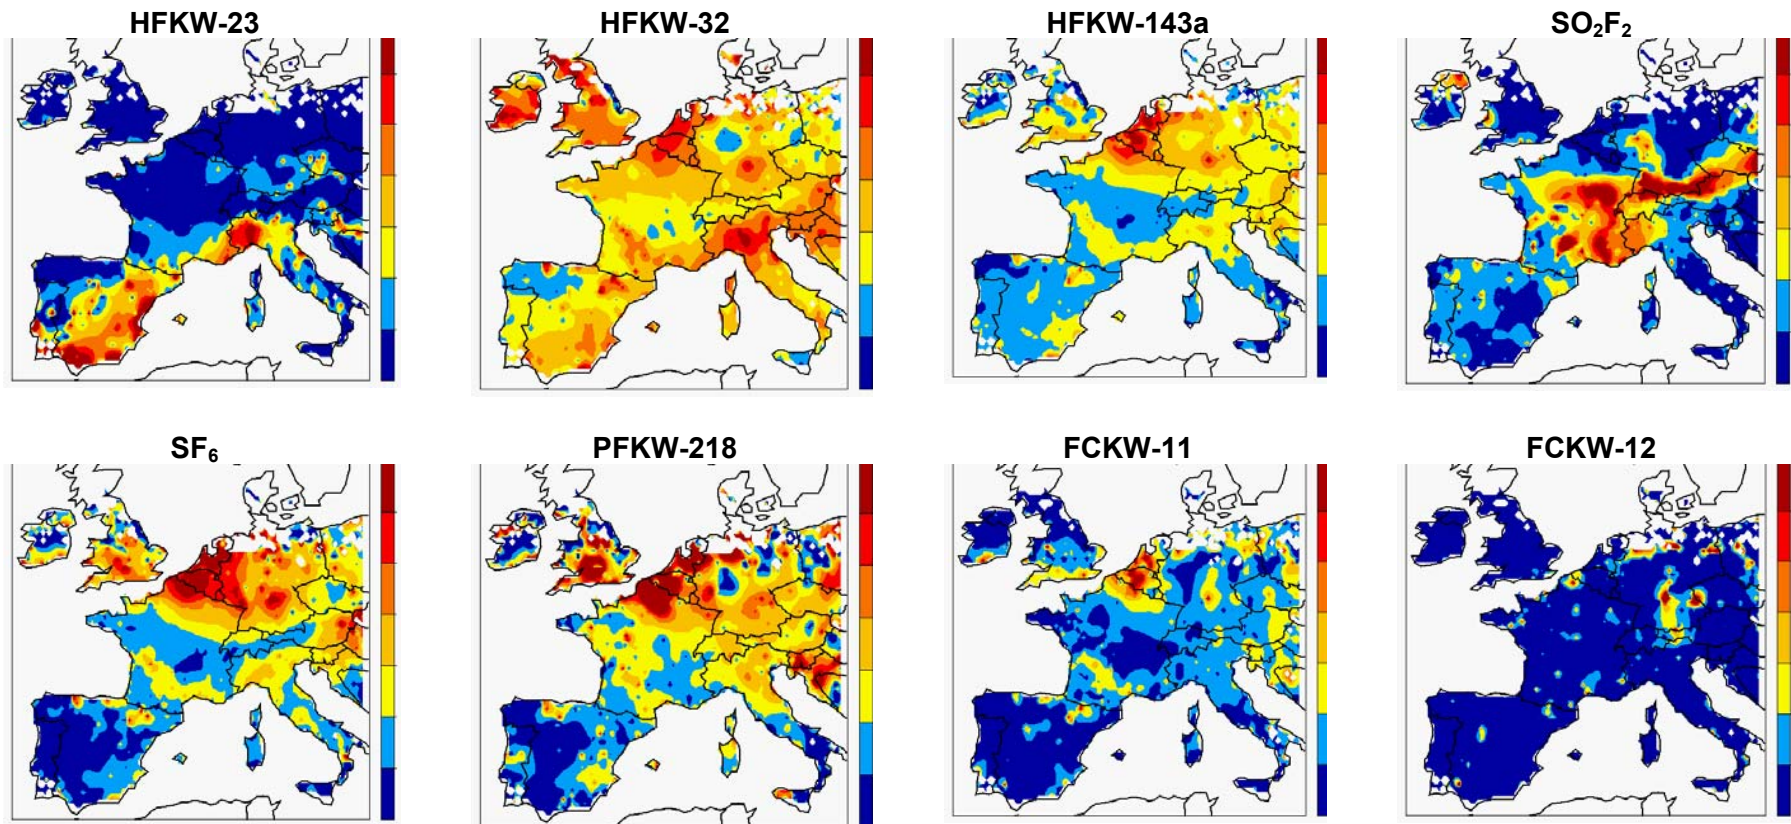 HFKW-23
HFKW-32
HFKW-143a
SO₂F₂
SF₆
PFKW-218
FCKW-11
FCKW-12